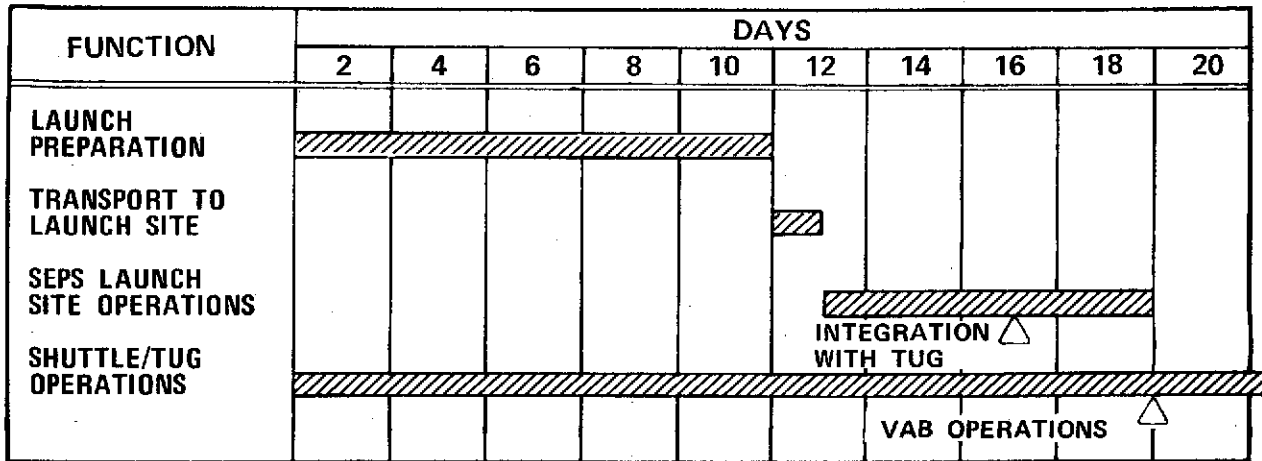 FUNCTION
DAYS
2 4 6 8 10 12 14 16 18 20
LAUNCH
PREPARATION
TRANSPORT TO
LAUNCH SITE
SEPS LAUNCH
SITE OPERATIONS
INTEGRATION
WITH TUG
SHUTTLE/TUG
OPERATIONS
VAB OPERATIONS